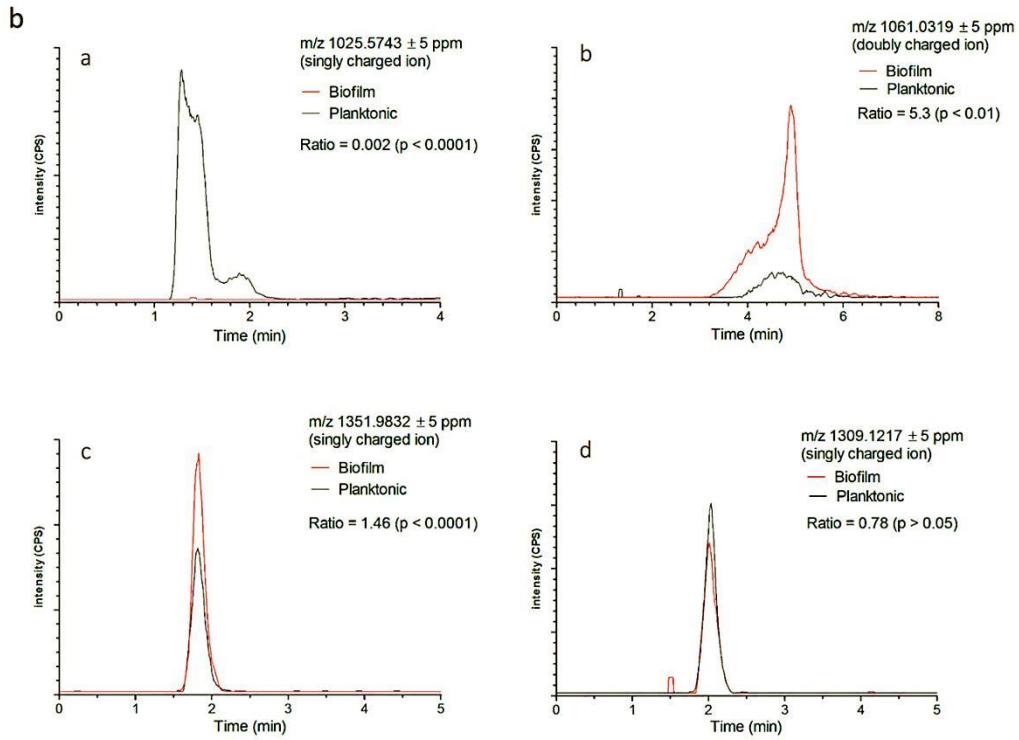 b
a
m/z 1025.5743 ± 5 ppm
(singly charged ion)
Biofilm
Planktonic
Ratio = 0.002 (p < 0.0001)
intensity (CPS)
0 1 2 3 4
Time (min)
b
m/z 1061.0319 ± 5 ppm
(doubly charged ion)
Biofilm
Planktonic
Ratio = 5.3 (p < 0.01)
intensity (CPS)
0 2 4 6 8
Time (min)
c
m/z 1351.9832 ± 5 ppm
(singly charged ion)
Biofilm
Planktonic
Ratio = 1.46 (p < 0.0001)
intensity (CPS)
0 1 2 3 4 5
Time (min)
d
m/z 1309.1217 ± 5 ppm
(singly charged ion)
Biofilm
Planktonic
Ratio = 0.78 (p > 0.05)
intensity (CPS)
0 1 2 3 4 5
Time (min)